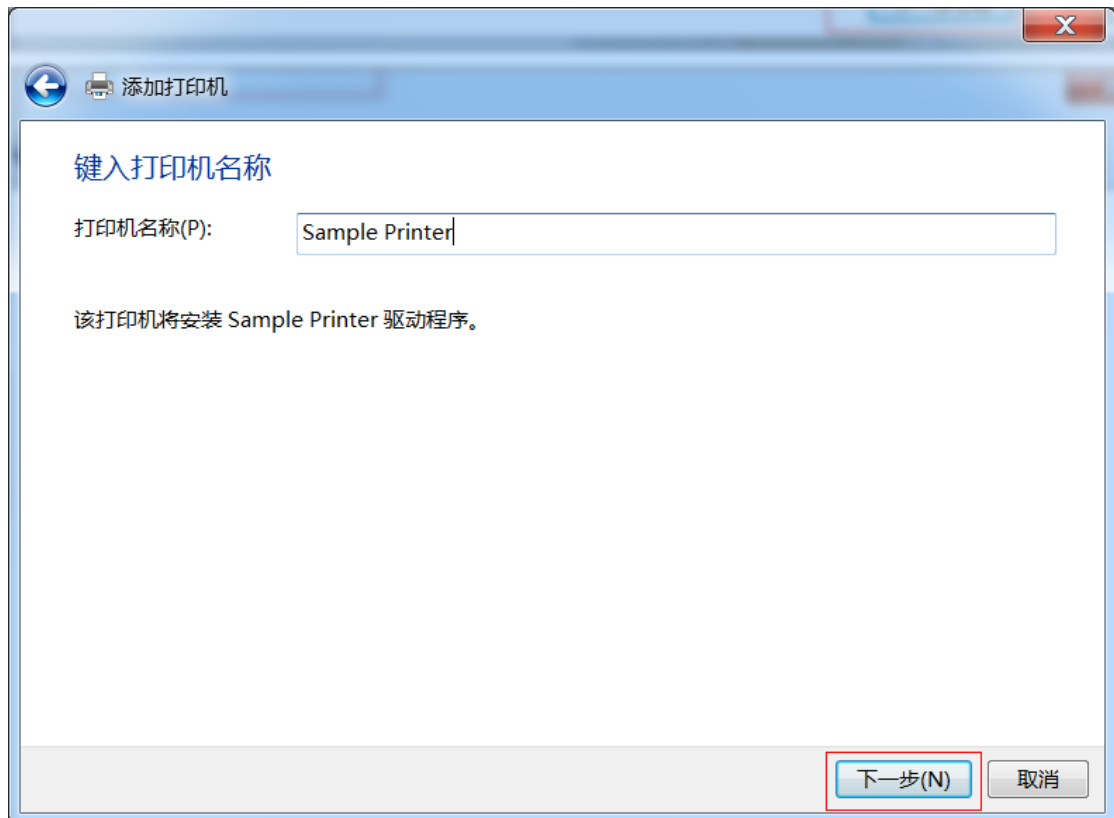 添加打印机
键入打印机名称
打印机名称(P):
Sample Printer
该打印机将安装 Sample Printer 驱动程序。
下一步(N)
取消